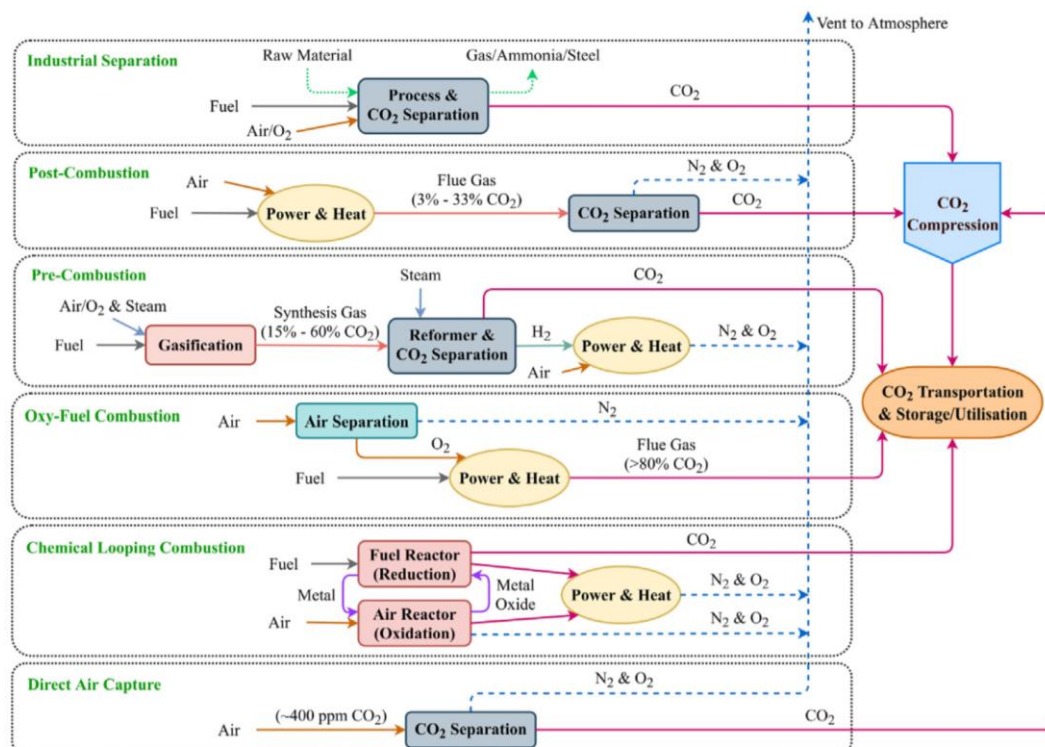 Vent to Atmosphere
Industrial Separation
Raw Material
Gas/Ammonia/Steel
Fuel
Air/O₂
Process &
CO₂ Separation
CO₂
Post-Combustion
Air
Fuel
Power & Heat
Flue Gas
(3% - 33% CO₂)
CO₂ Separation
N₂ & O₂
CO₂
CO₂
Compression
Pre-Combustion
Air/O₂ & Steam
Fuel
Gasification
Synthesis Gas
(15% - 60% CO₂)
Steam
Reformer &
CO₂ Separation
CO₂
H₂
Air
Power & Heat
N₂ & O₂
CO₂ Transportation
& Storage/Utilisation
Oxy-Fuel Combustion
Air
Air Separation
N₂
O₂
Fuel
Power & Heat
Flue Gas
(>80% CO₂)
Chemical Looping Combustion
Fuel
Fuel Reactor
(Reduction)
CO₂
Metal
Metal
Oxide
Air
Air Reactor
(Oxidation)
Power & Heat
N₂ & O₂
N₂ & O₂
Direct Air Capture
Air
(~400 ppm CO₂)
CO₂ Separation
N₂ & O₂
CO₂